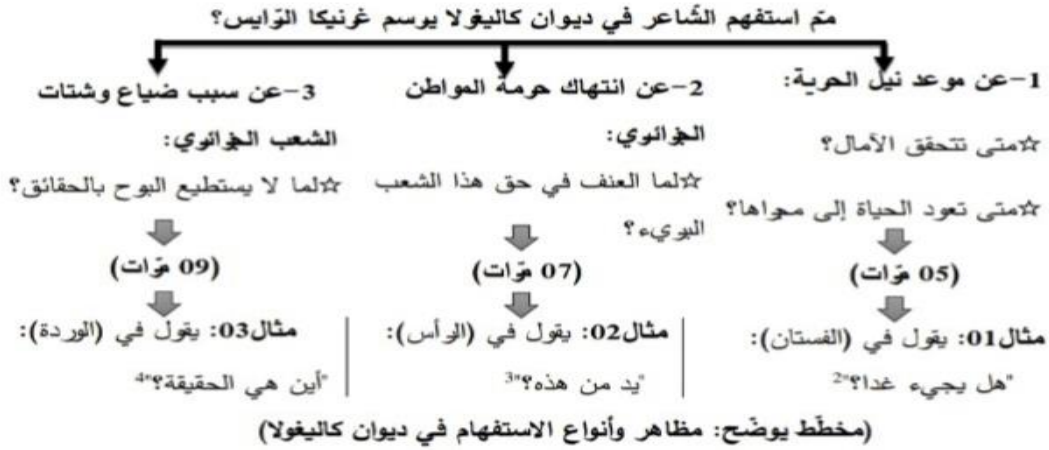 ممّ استفهم الشّاعر في ديوان كاليغولا يرسم غرنيكا الرّايس؟
1-عن موعد نيل الحرية:
☆متى تتحقق الآمال؟
☆متى تعود الحياة إلى مجراها؟
(05 مرّات)
مثال01: يقول في (الفستان):
"هل يجيء غدا؟"2
2-عن انتهاك حرمة المواطن
الجزائري:
☆لما العنف في حق هذا الشعب
البريء؟
(07 مرّات)
مثال02: يقول في (الرأس):
"يد من هذه؟"3
3-عن سبب ضياع وشتات
الشعب الجزائري:
☆لما لا يستطيع البوح بالحقائق؟
(09 مرّات)
مثال03: يقول في (الوردة):
"أين هي الحقيقة؟"4
(مخطّط يوضّح: مظاهر وأنواع الاستفهام في ديوان كاليغولا)